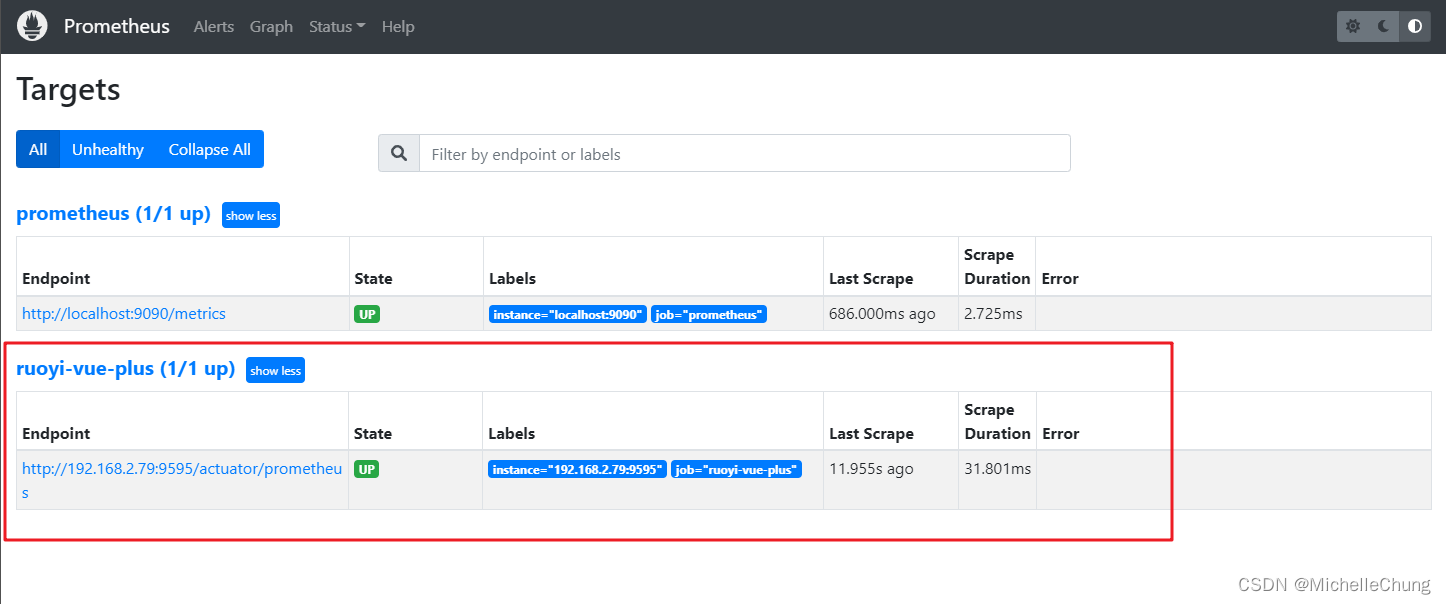 Prometheus Alerts Graph Status Help
Targets
All Unhealthy Collapse All Filter by endpoint or labels
prometheus (1/1 up) show less
Endpoint State Labels Last Scrape Scrape Duration Error
http://localhost:9090/metrics UP instance="localhost:9090" job="prometheus" 686.000ms ago 2.725ms
ruoyi-vue-plus (1/1 up) show less
Endpoint State Labels Last Scrape Scrape Duration Error
http://192.168.2.79:9595/actuator/prometheu UP instance="192.168.2.79:9595" job="ruoyi-vue-plus" 11.955s ago 31.801ms
s
CSDN @MichelleChung